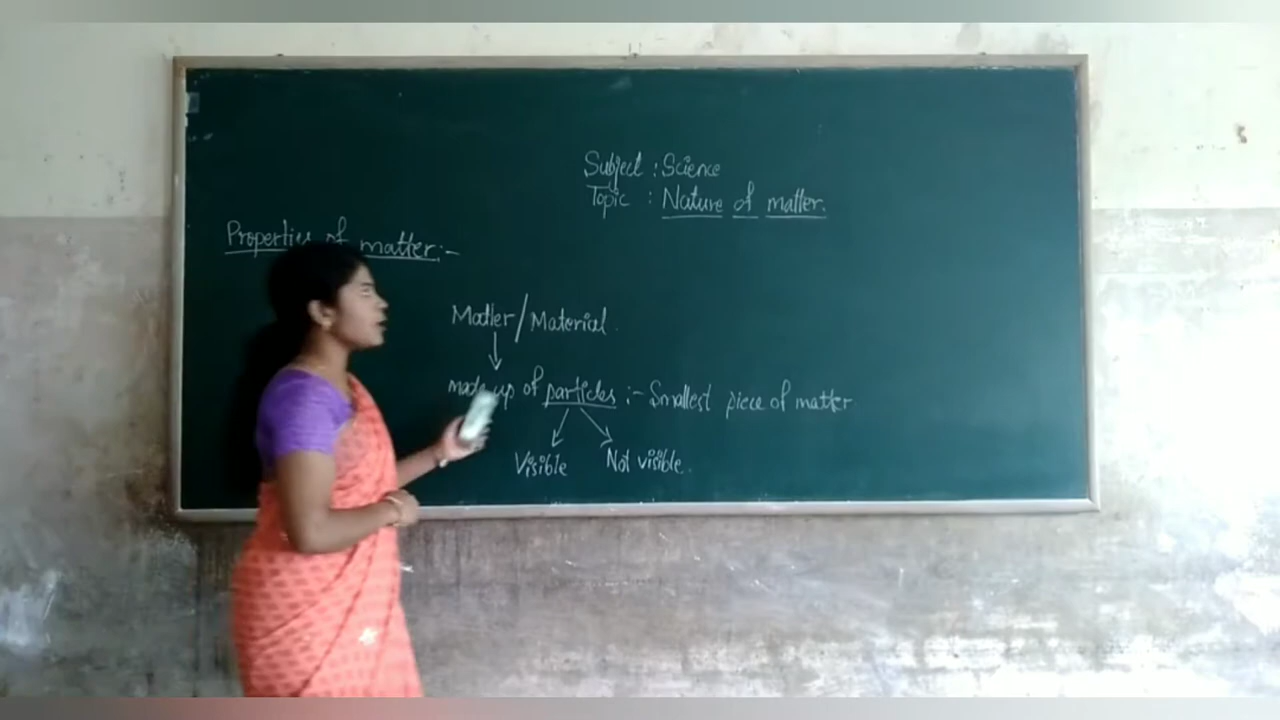 Subject : Science
Topic : Nature of matter.
Properties of matter:-
Matter/Material.
made up of particles :- Smallest piece of matter
Visible Not visible.